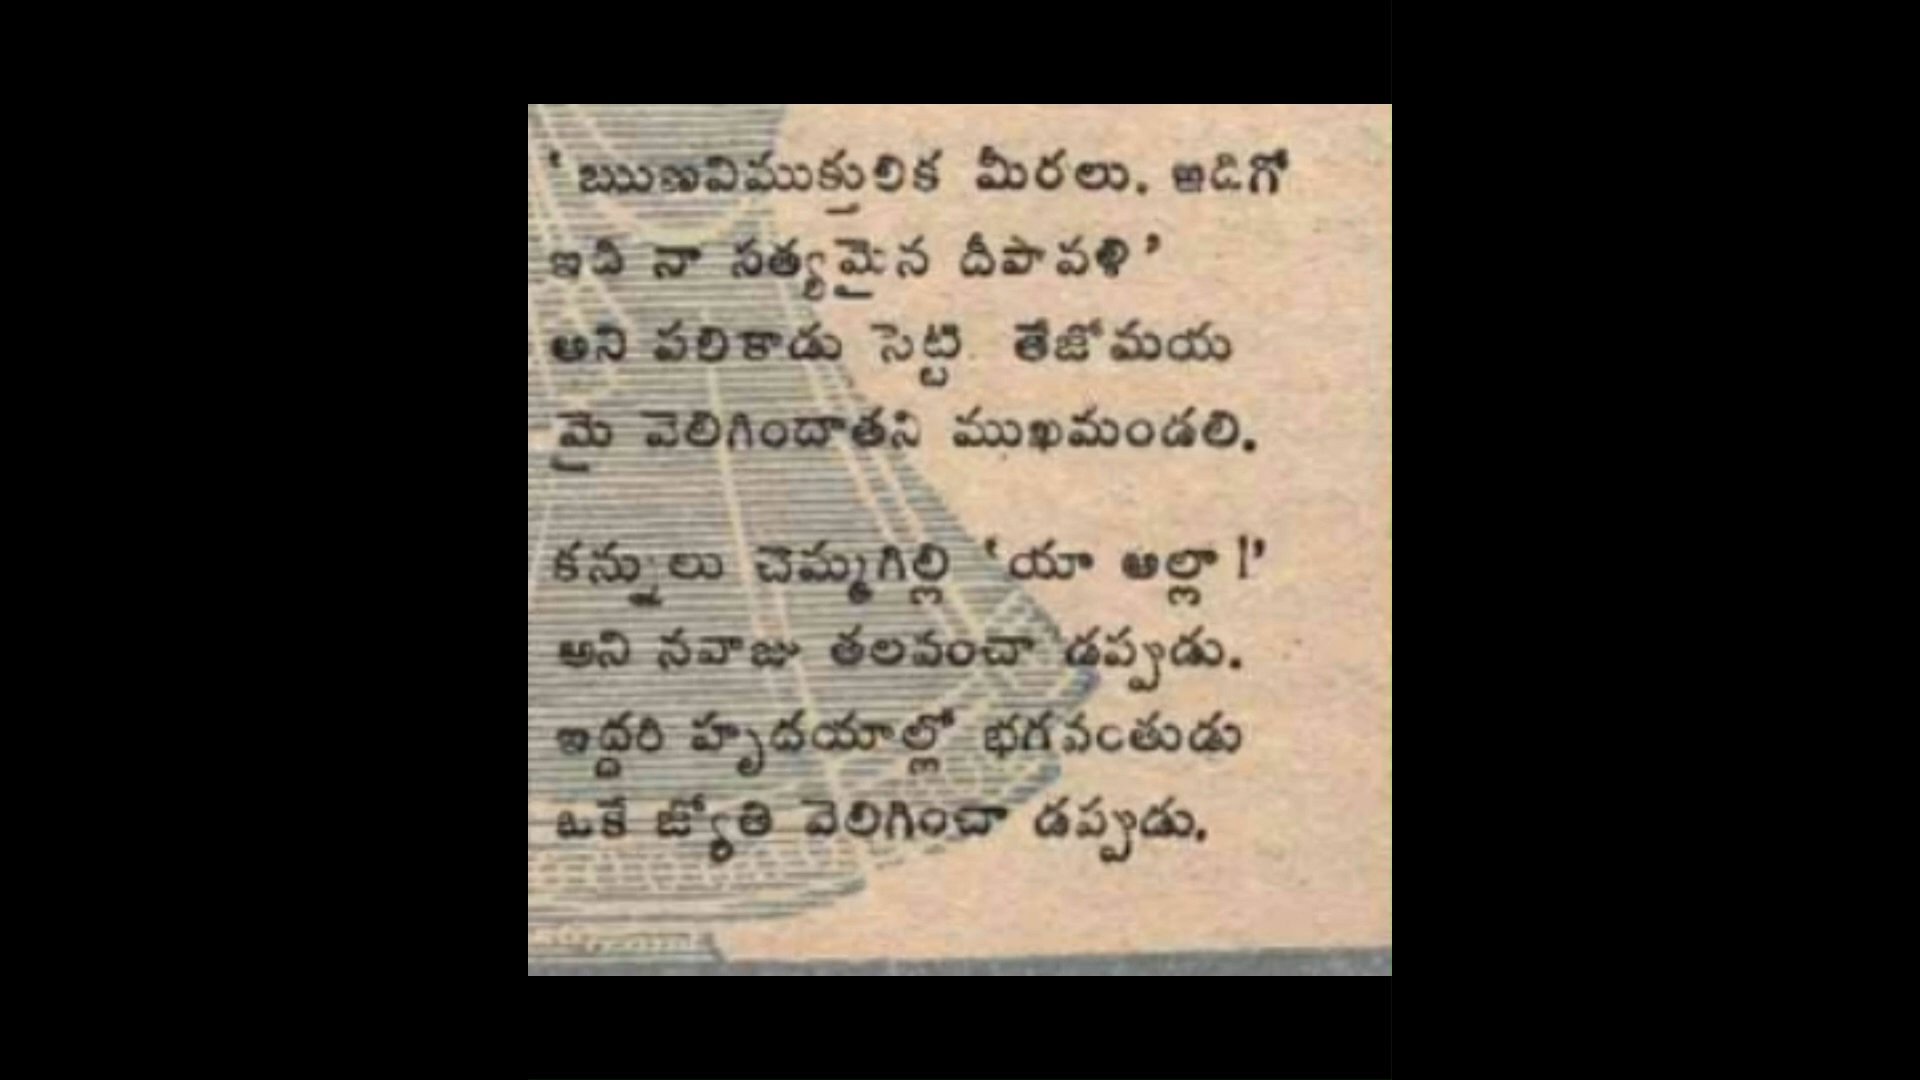 ‘ఋణవిముక్తులిక మీరలు. అడిగో
ఇది నా సత్యమైన దీపావళి’
అని పలికాడు సెట్టి తేజోమయ
మై వెలిగిందాతని ముఖమండలి.
కన్నులు చెమ్మగిల్లి ‘యా అల్లా!’
అని నవాజు తలవంచా డప్పుడు.
ఇద్దరి హృదయాల్లో భగవంతుడు
ఒకే జ్యోతి వెలిగించా డప్పుడు.